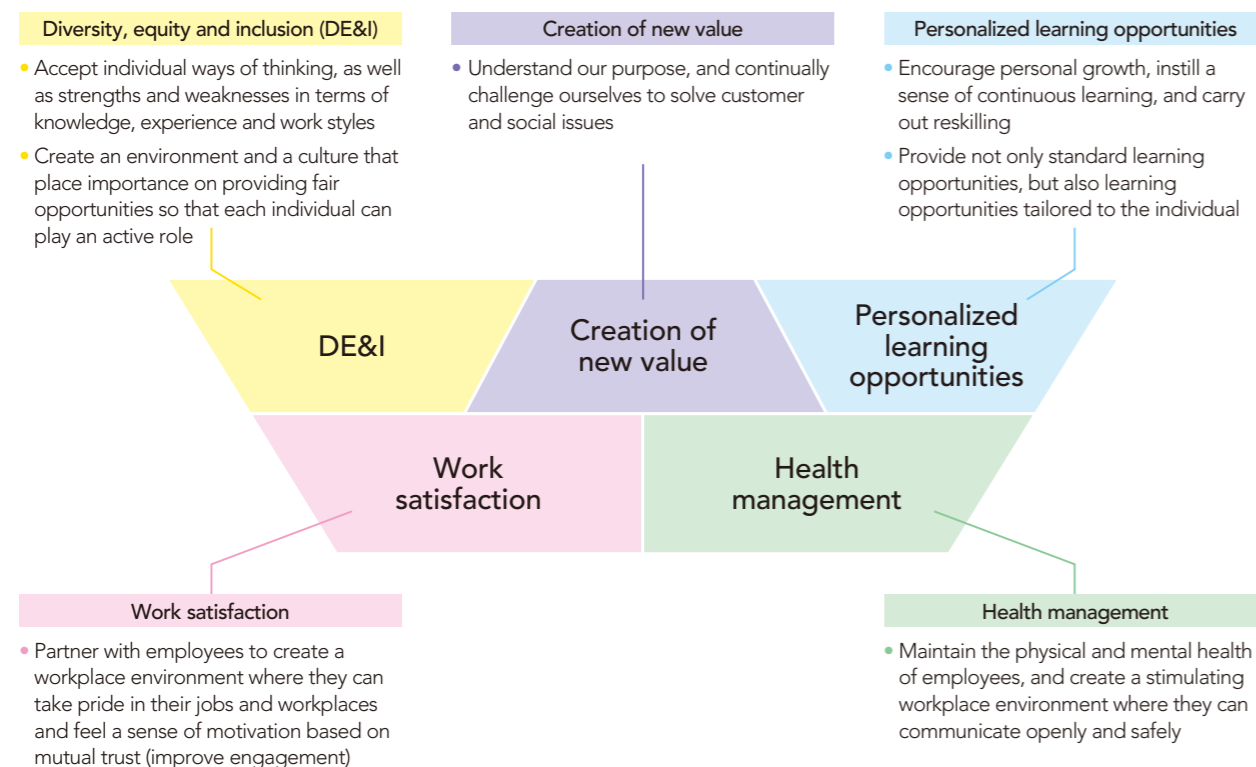 Diversity, equity and inclusion (DE&I)
• Accept individual ways of thinking, as well
as strengths and weaknesses in terms of
knowledge, experience and work styles
• Create an environment and a culture that
place importance on providing fair
opportunities so that each individual can
play an active role
Creation of new value
• Understand our purpose, and continually
challenge ourselves to solve customer
and social issues
Personalized learning opportunities
• Encourage personal growth, instill a
sense of continuous learning, and carry
out reskilling
• Provide not only standard learning
opportunities, but also learning
opportunities tailored to the individual
DE&I
Creation of
new value
Personalized
learning
opportunities
Work
satisfaction
Health
management
Work satisfaction
• Partner with employees to create a
workplace environment where they can
take pride in their jobs and workplaces
and feel a sense of motivation based on
mutual trust (improve engagement)
Health management
• Maintain the physical and mental health
of employees, and create a stimulating
workplace environment where they can
communicate openly and safely